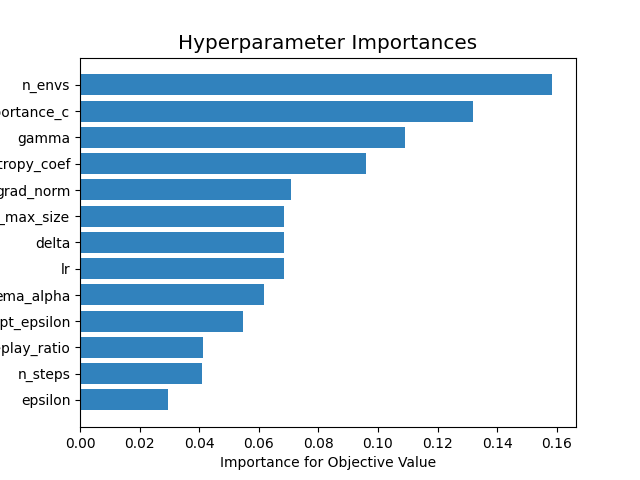 Hyperparameter Importances
n_envs
portance_c
gamma
tropy_coef
grad_norm
_max_size
delta
lr
ema_alpha
pt_epsilon
play_ratio
n_steps
epsilon
0.00 0.02 0.04 0.06 0.08 0.10 0.12 0.14 0.16
Importance for Objective Value